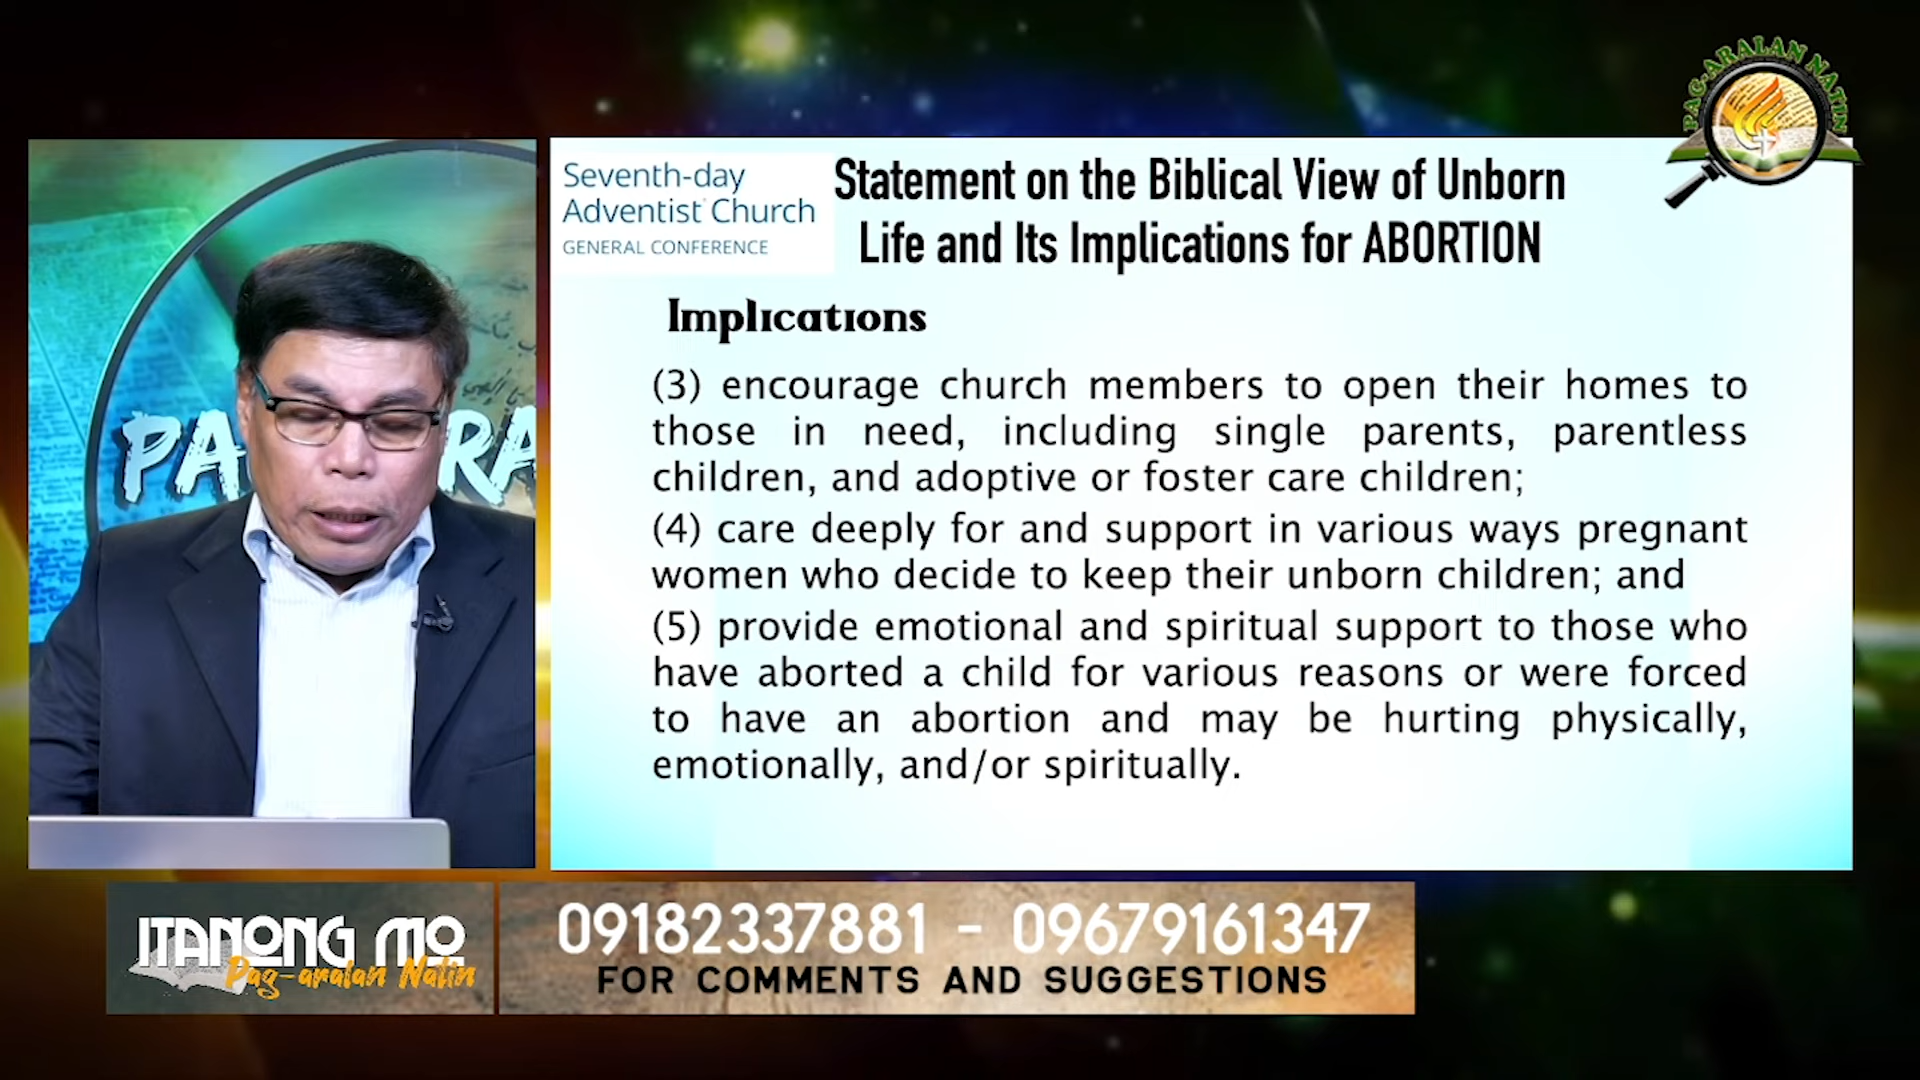 PAG-ARALAN NATIN
Seventh-day
Adventist Church
GENERAL CONFERENCE
Statement on the Biblical View of Unborn
Life and Its Implications for ABORTION
Implications
(3) encourage church members to open their homes to
those in need, including single parents, parentless
children, and adoptive or foster care children;
(4) care deeply for and support in various ways pregnant
women who decide to keep their unborn children; and
(5) provide emotional and spiritual support to those who
have aborted a child for various reasons or were forced
to have an abortion and may be hurting physically,
emotionally, and/or spiritually.
PA RA
ITANONG MO
Pag-aralan Natin
09182337881 - 09679161347
FOR COMMENTS AND SUGGESTIONS